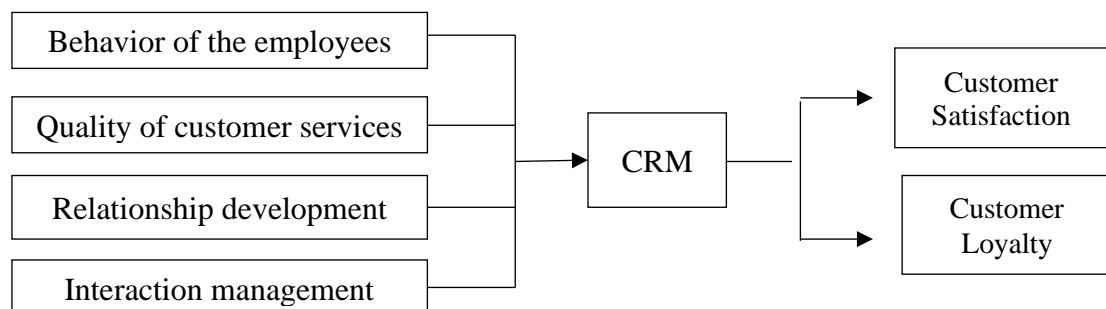 Behavior of the employees
Quality of customer services
Relationship development
Interaction management
CRM
Customer
Satisfaction
Customer
Loyalty